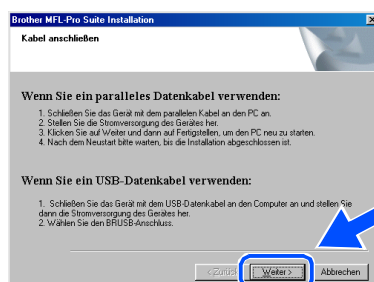 Brother MFL-Pro Suite Installation
Kabel anschließen
Wenn Sie ein paralleles Datenkabel verwenden:
1. Schließen Sie das Gerät mit dem parallelen Kabel an den PC an.
2. Stellen Sie die Stromversorgung des Gerätes her.
3. Klicken Sie auf Weiter und dann auf Fertigstellen, um den PC neu zu starten.
4. Nach dem Neustart bitte warten, bis die Installation abgeschlossen ist.
Wenn Sie ein USB-Datenkabel verwenden:
1. Schließen Sie das Gerät mit dem USB-Datenkabel an den Computer an und stellen Sie
dann die Stromversorgung des Gerätes her.
2. Wählen Sie den BRUSB-Anschluss.
< Zurück Weiter > Abbrechen